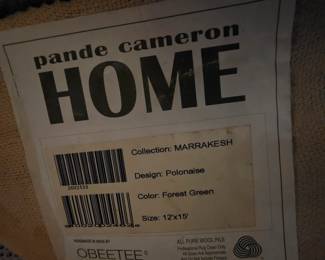 pande cameron
HOME
Collection: MARRAKESH
Design: Polonaise
Color: Forest Green
Size: 12'x15'
OBEETEE
ALL PURE WOOL PILE